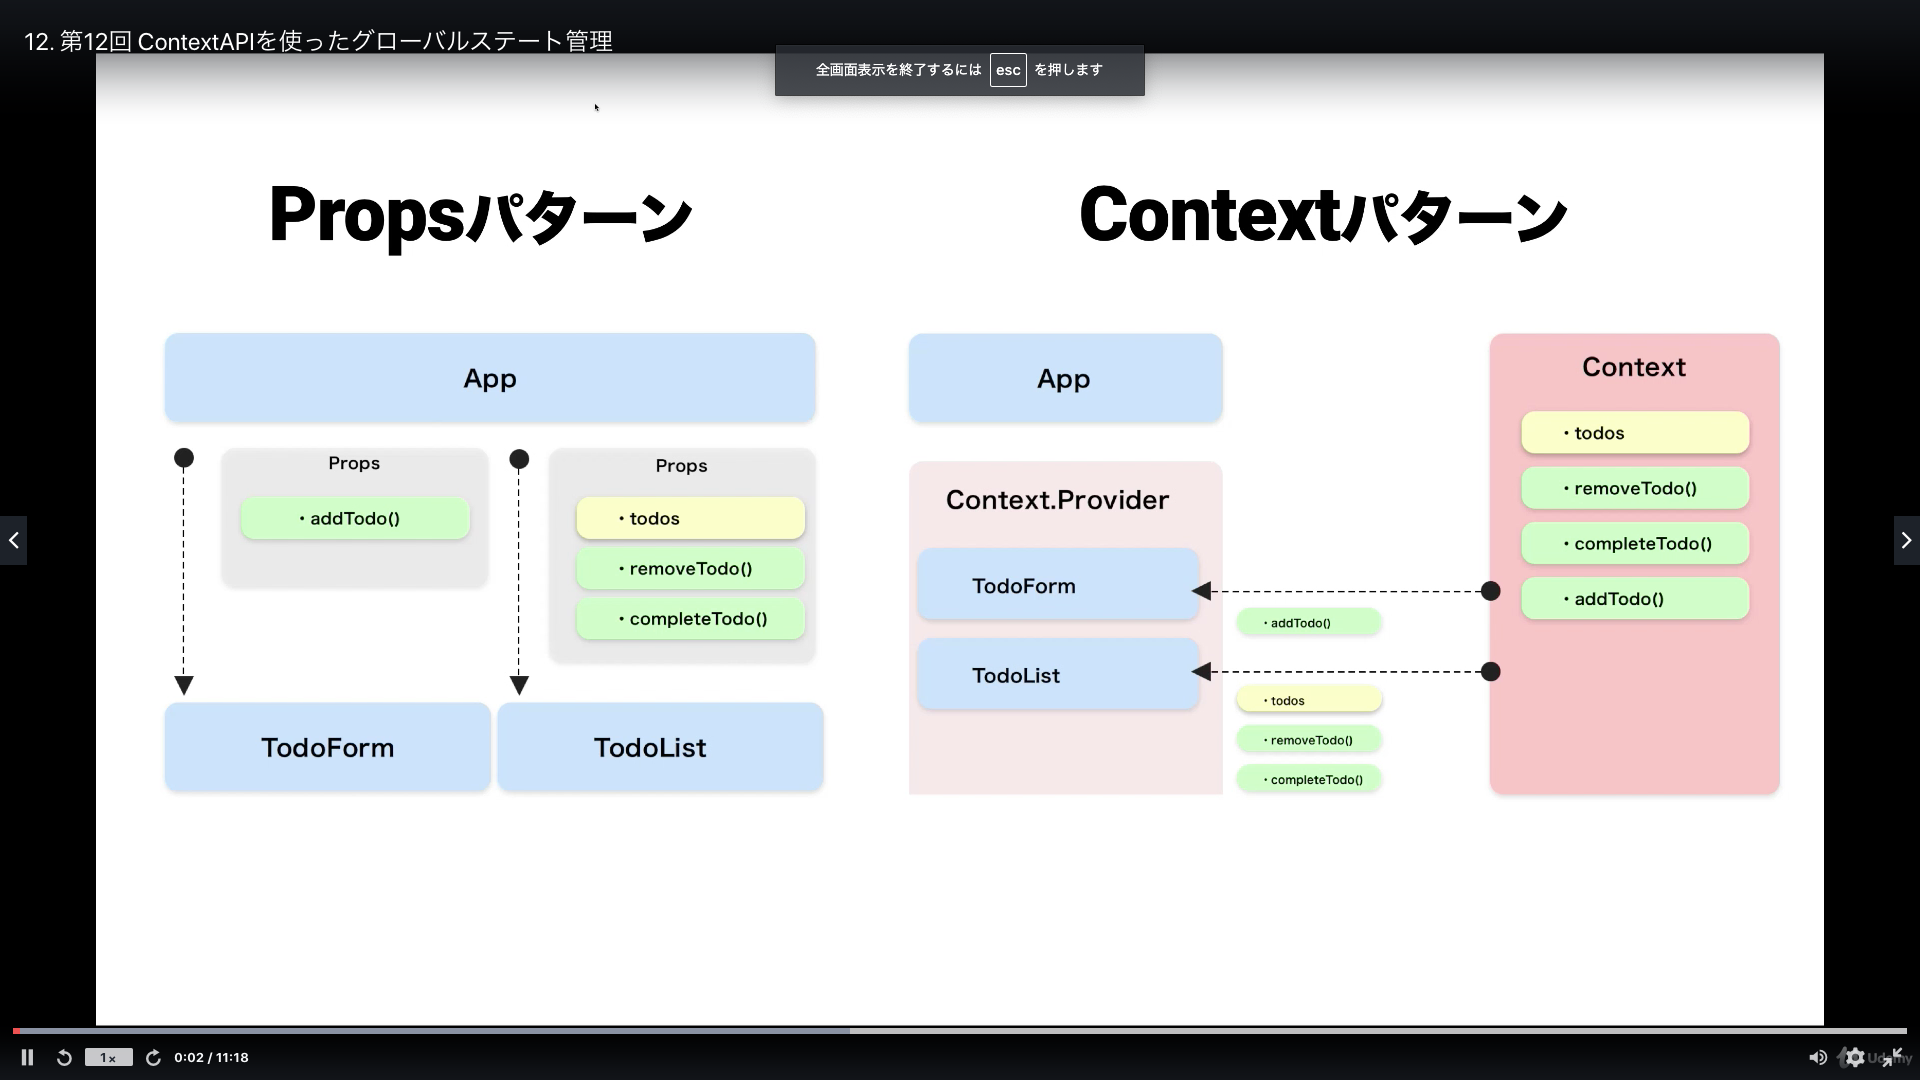 12. 第12回 ContextAPIを使ったグローバルステート管理
全画面表示を終了するには esc を押します
Propsパターン
App
Props
・addTodo()
Props
・todos
・removeTodo()
・completeTodo()
TodoForm
TodoList
Contextパターン
App
Context.Provider
TodoForm
TodoList
・addTodo()
・todos
・removeTodo()
・completeTodo()
Context
・todos
・removeTodo()
・completeTodo()
・addTodo()
1x
0:02 / 11:18
Udemy